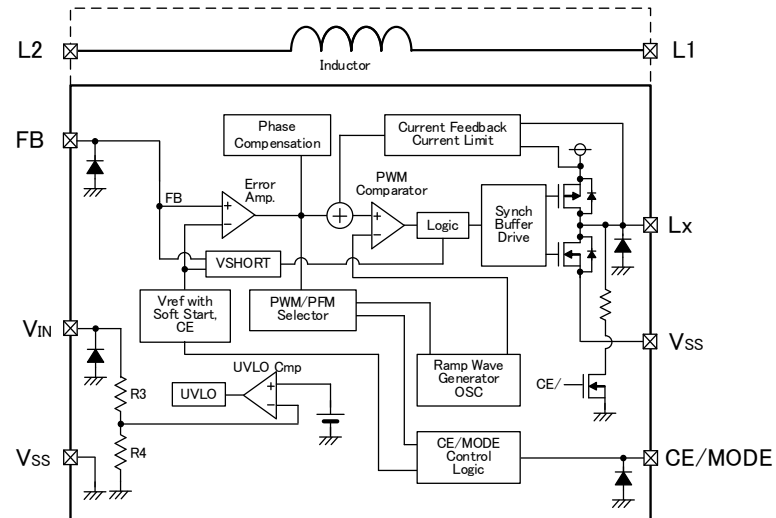 L2
L1
Inductor
FB
Phase
Compensation
Current Feedback
Current Limit
Error
Amp.
PWM
Comparator
FB
+
−
+
+
−
Logic
Synch
Buffer
Drive
Lx
VSHORT
Vref with
Soft Start,
CE
PWM/PFM
Selector
VIN
VSS
Ramp Wave
Generator
OSC
CE/
UVLO Cmp
R3
UVLO
+
−
R4
VSS
CE/MODE
Control
Logic
CE/MODE